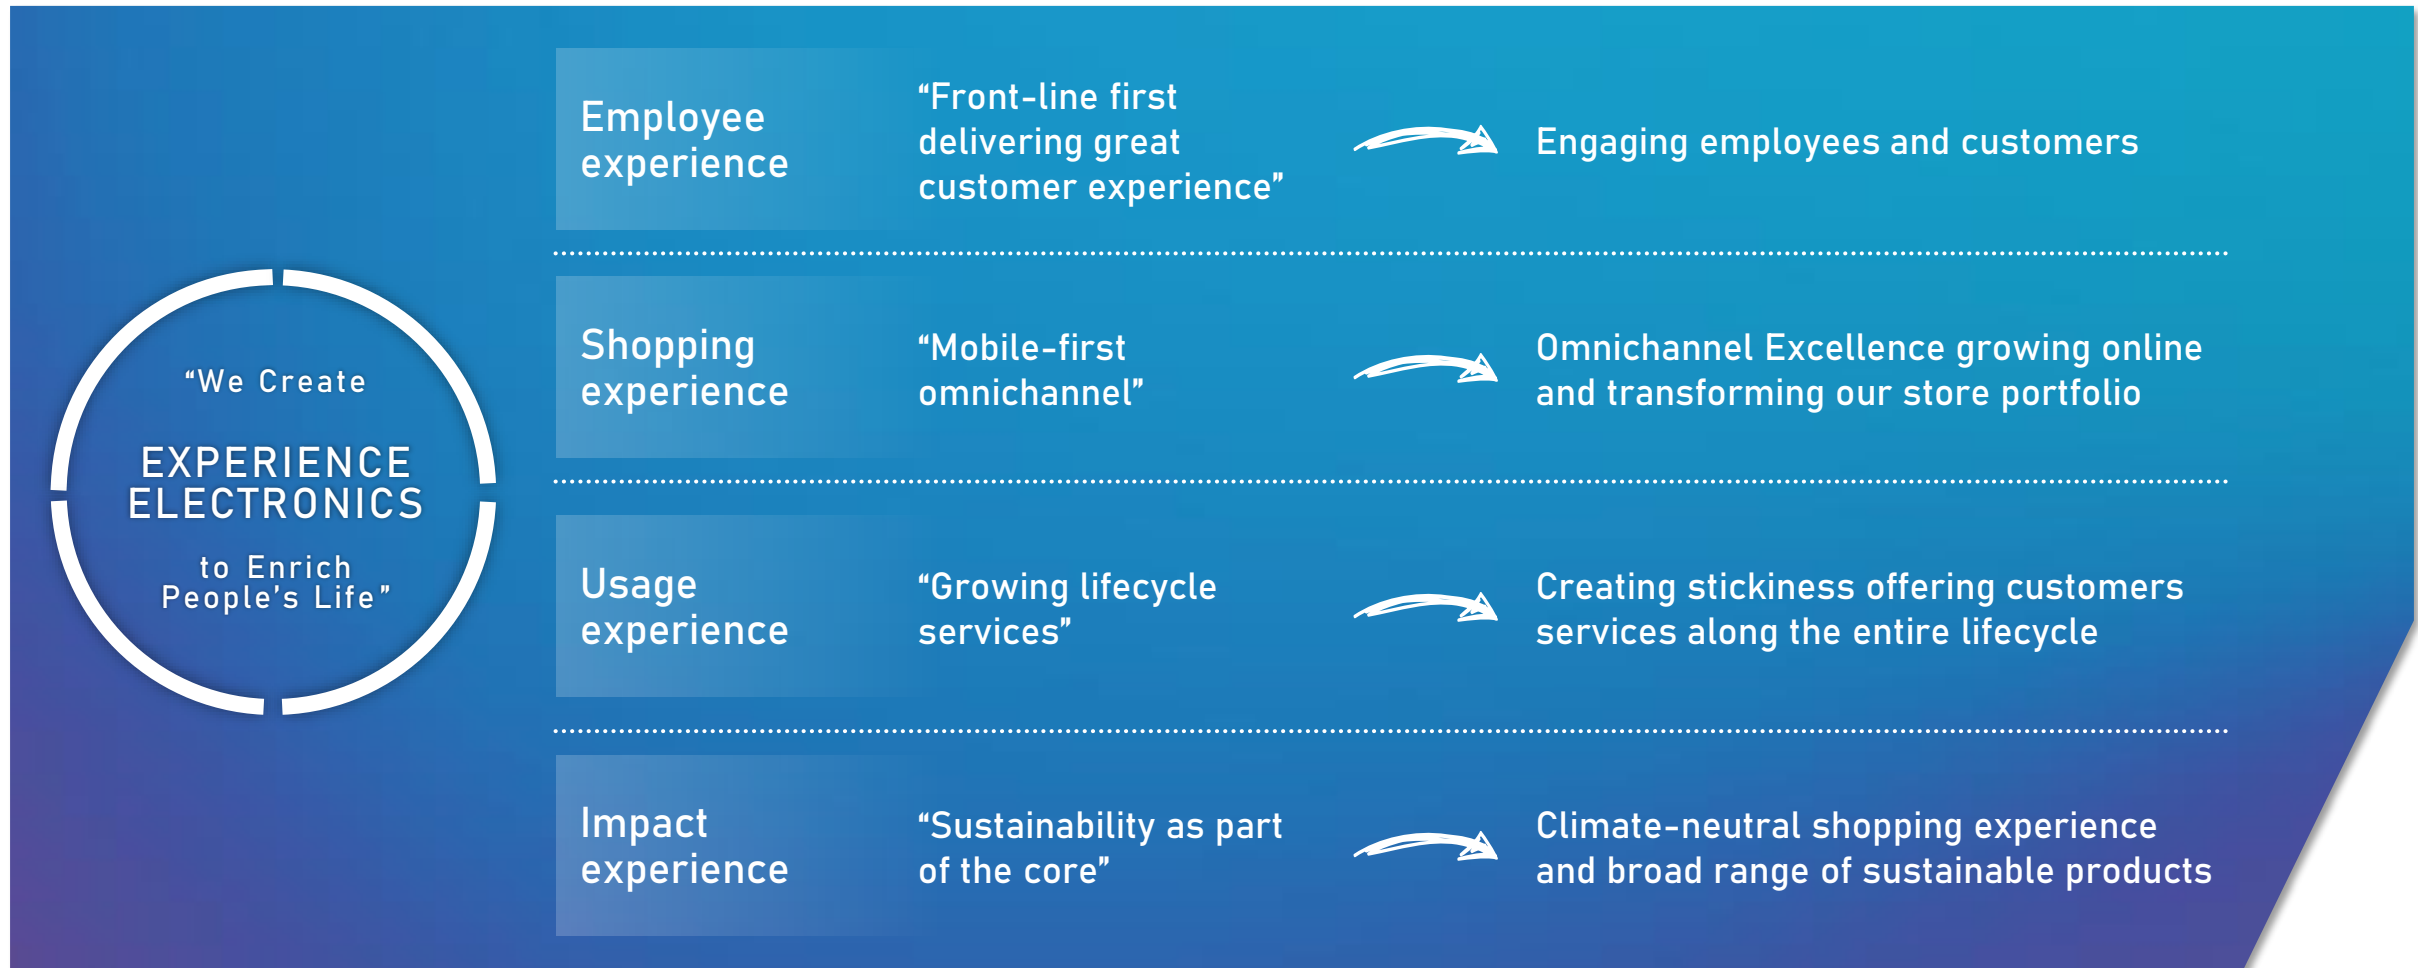 “We Create
EXPERIENCE
ELECTRONICS
to Enrich
People’s Life”
Employee
experience
“Front-line first
delivering great
customer experience”
Engaging employees and customers
Shopping
experience
“Mobile-first
omnichannel”
Omnichannel Excellence growing online
and transforming our store portfolio
Usage
experience
“Growing lifecycle
services”
Creating stickiness offering customers
services along the entire lifecycle
Impact
experience
“Sustainability as part
of the core”
Climate-neutral shopping experience
and broad range of sustainable products